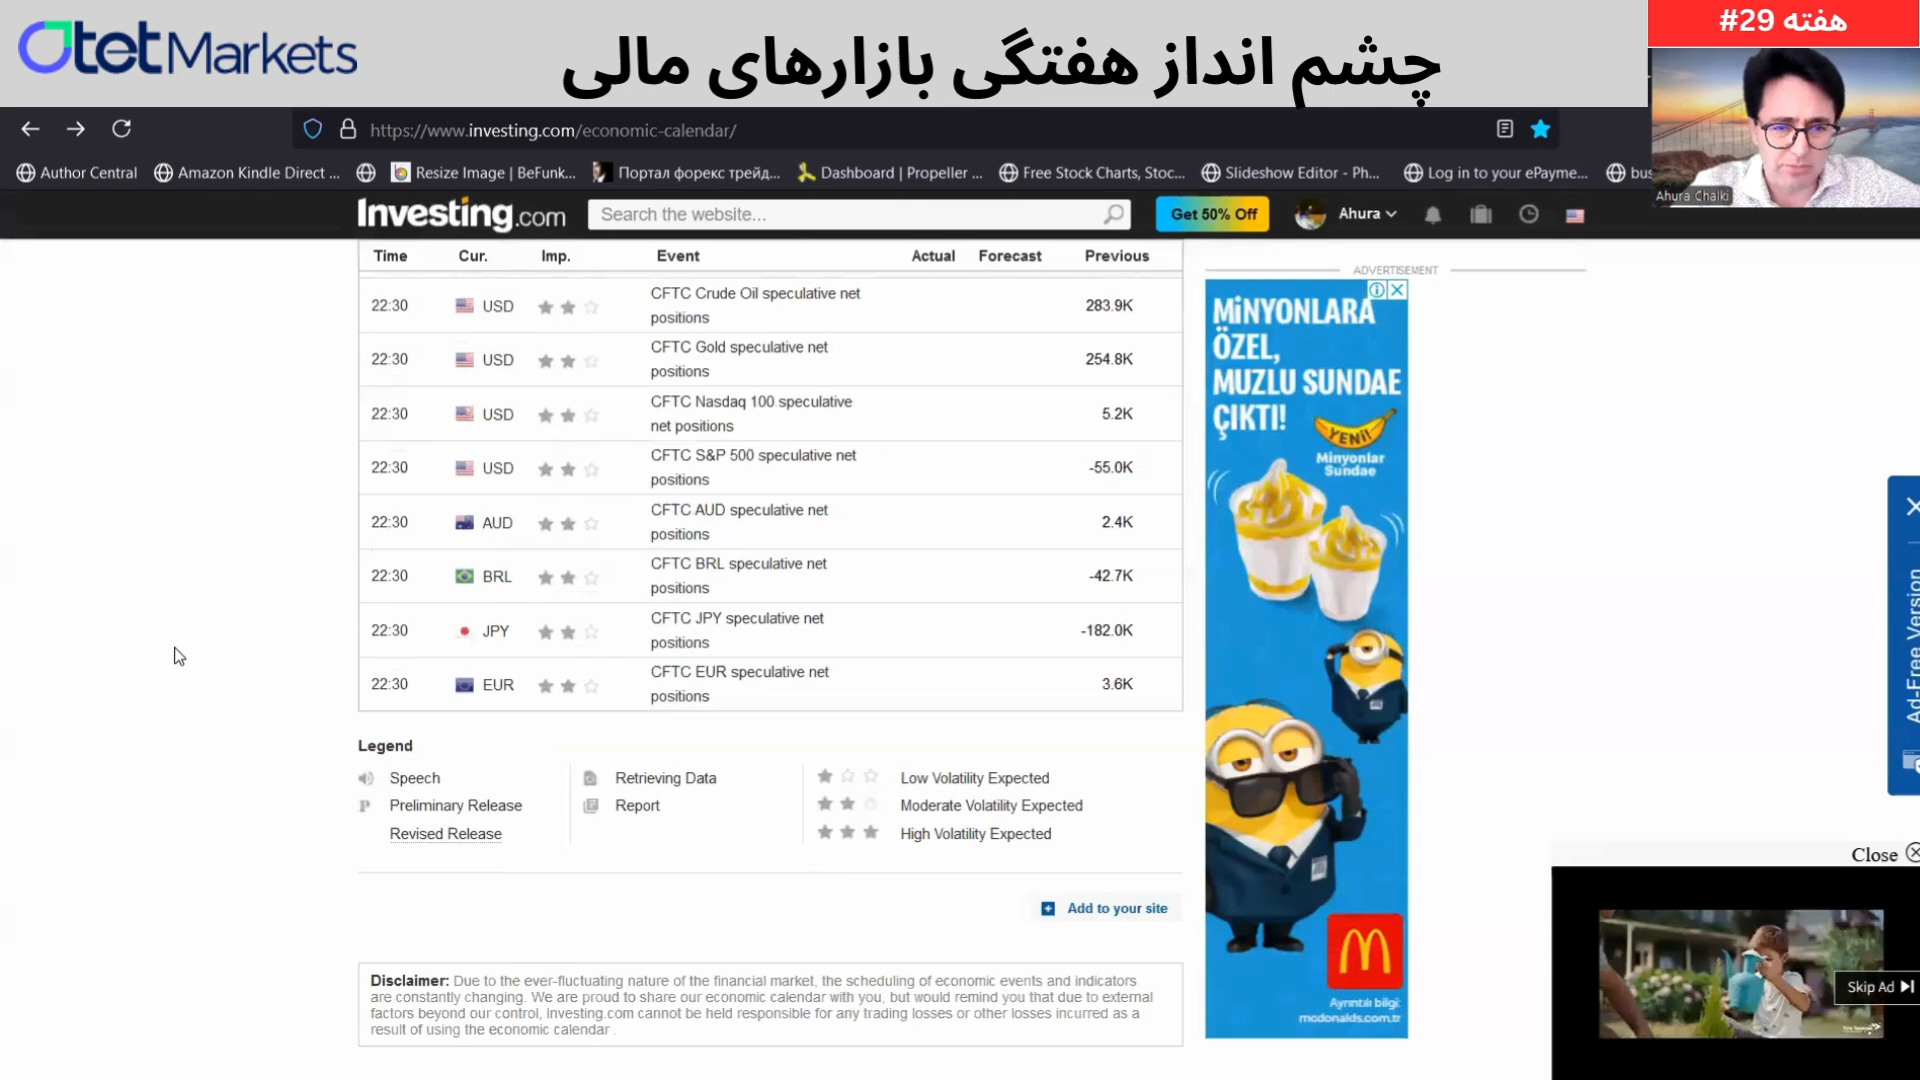 Otet Markets
چشم انداز هفتگی بازارهای مالی
هفته 29#
Ahura Chalki
https://www.investing.com/economic-calendar/
Author Central
Amazon Kindle Direct ...
Resize Image | BeFunk...
Портал форекс трейд...
Dashboard | Propeller ...
Free Stock Charts, Stoc...
Slideshow Editor - Ph...
Log in to your ePayme...
bus
Investing.com
Search the website...
Get 50% Off
Ahura
Time Cur. Imp. Event Actual Forecast Previous
22:30 USD CFTC Crude Oil speculative net
positions 283.9K
22:30 USD CFTC Gold speculative net
positions 254.8K
22:30 USD CFTC Nasdaq 100 speculative
net positions 5.2K
22:30 USD CFTC S&P 500 speculative net
positions -55.0K
22:30 AUD CFTC AUD speculative net
positions 2.4K
22:30 BRL CFTC BRL speculative net
positions -42.7K
22:30 JPY CFTC JPY speculative net
positions -182.0K
22:30 EUR CFTC EUR speculative net
positions 3.6K
Legend
Speech
Preliminary Release
Revised Release
Retrieving Data
Report
Low Volatility Expected
Moderate Volatility Expected
High Volatility Expected
Add to your site
Disclaimer: Due to the ever-fluctuating nature of the financial market, the scheduling of economic events and indicators
are constantly changing. We are proud to share our economic calendar with you, but would remind you that due to external
factors beyond our control, Investing.com cannot be held responsible for any trading losses or other losses incurred as a
result of using the economic calendar .
ADVERTISEMENT
MiNYONLARA
ÖZEL,
MUZLU SUNDAE
ÇIKTI!
YENİ!
Minyonlar
Sundae
Ayrıntılı bilgi:
mcdonalds.com.tr
Ad-Free Version
Close
Skip Ad